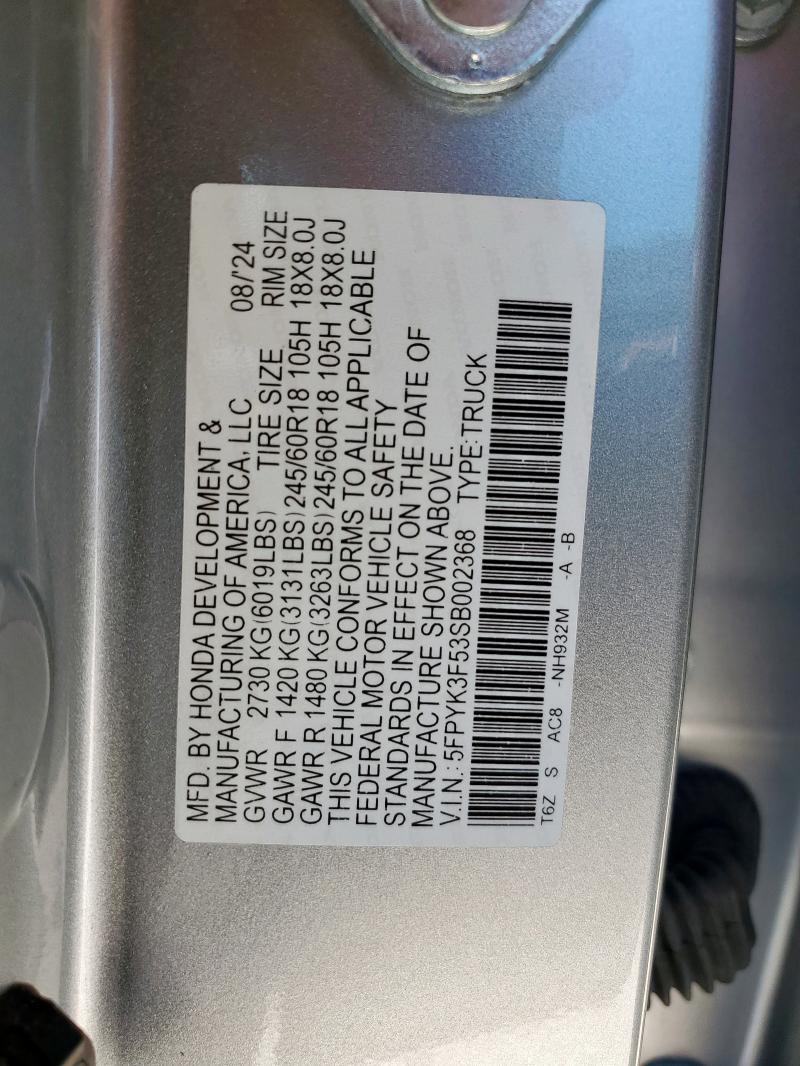 MFD. BY HONDA DEVELOPMENT &
MANUFACTURING OF AMERICA, LLC 08/'24
GVWR 2730 KG(6019LBS) TIRE SIZE RIM SIZE
GAWR F 1420 KG(3131LBS)245/60R18 105H 18X8.0J
GAWR R 1480 KG(3263LBS)245/60R18 105H 18X8.0J
THIS VEHICLE CONFORMS TO ALL APPLICABLE
FEDERAL MOTOR VEHICLE SAFETY
STANDARDS IN EFFECT ON THE DATE OF
MANUFACTURE SHOWN ABOVE.
V.I.N.:5FPYK3F53SB002368 TYPE:TRUCK
T6Z S AC8 -NH932M -A -B